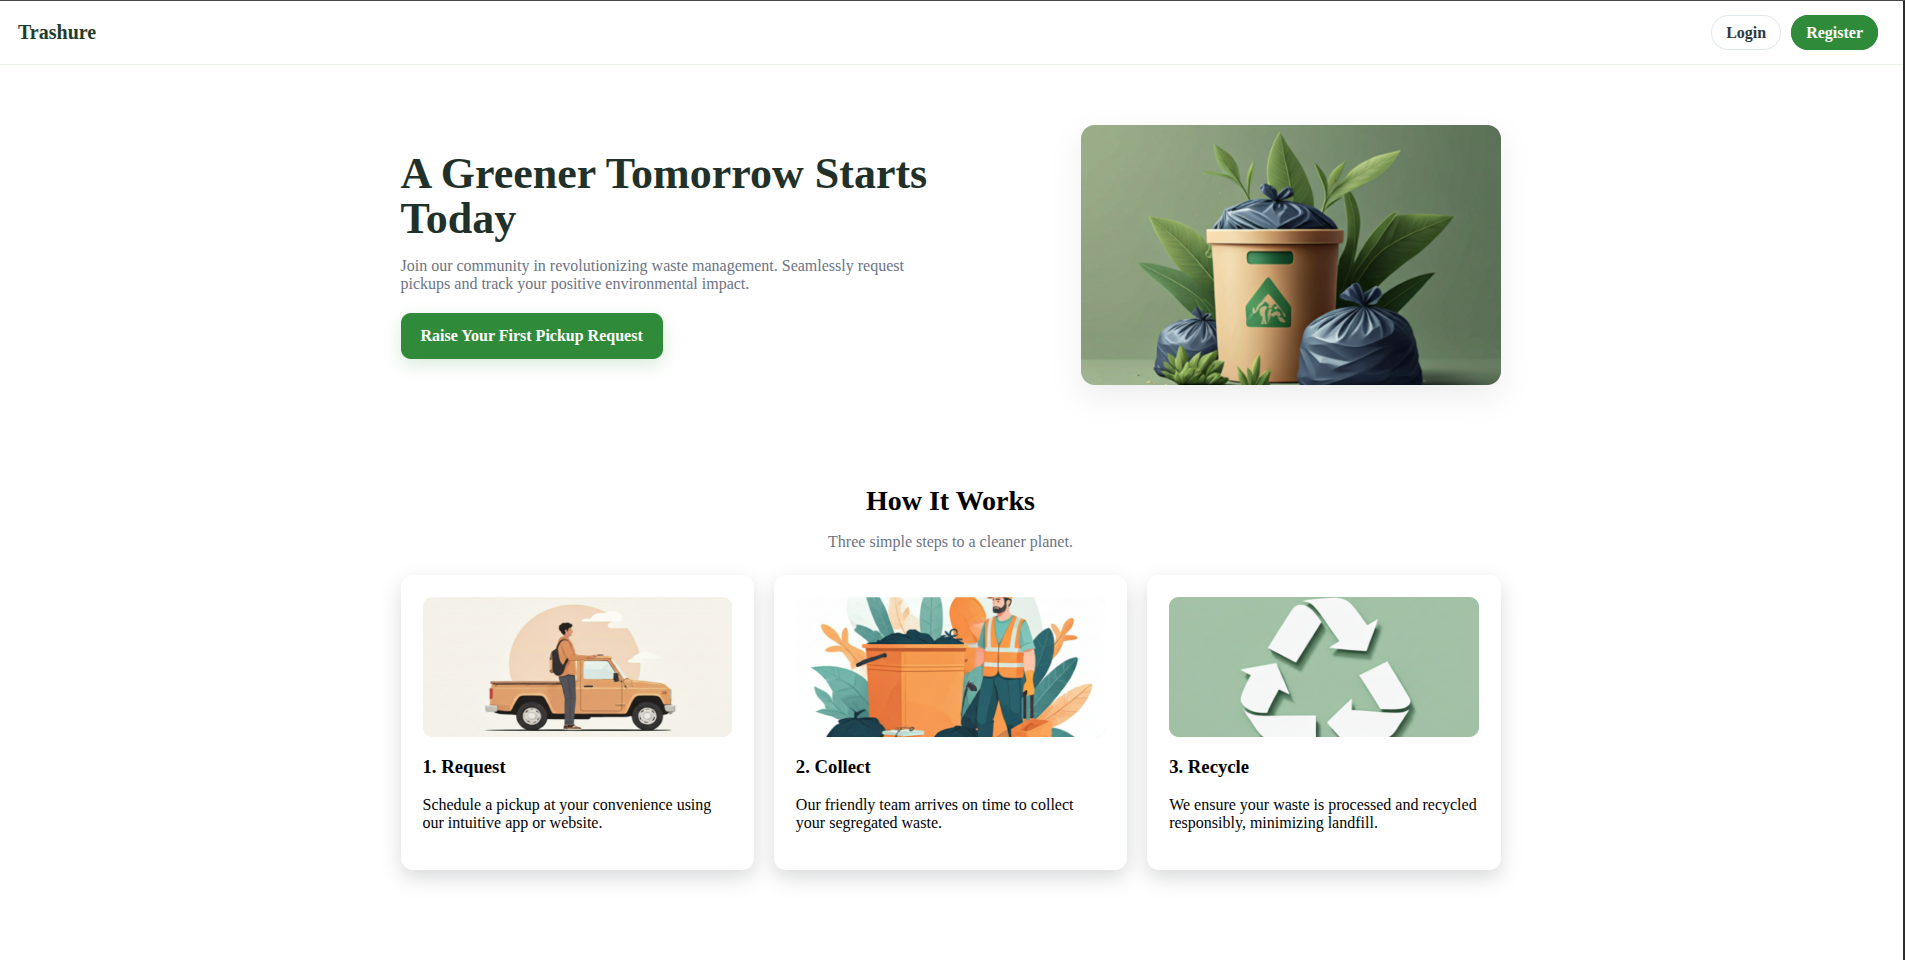 Trashure
Login
Register
A Greener Tomorrow Starts
Today
Join our community in revolutionizing waste management. Seamlessly request
pickups and track your positive environmental impact.
Raise Your First Pickup Request
How It Works
Three simple steps to a cleaner planet.
1. Request
Schedule a pickup at your convenience using
our intuitive app or website.
2. Collect
Our friendly team arrives on time to collect
your segregated waste.
3. Recycle
We ensure your waste is processed and recycled
responsibly, minimizing landfill.